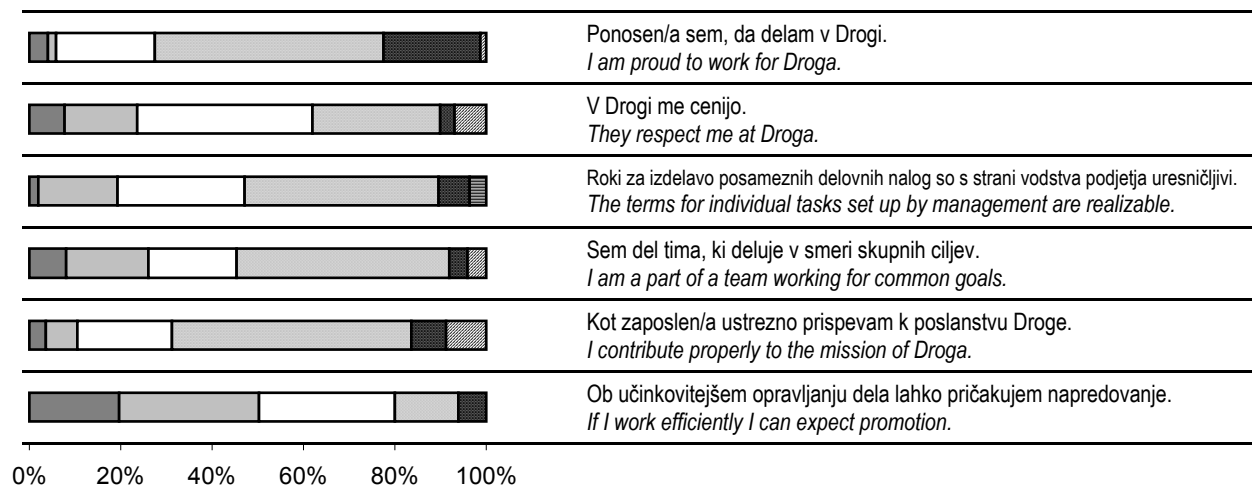 Ponosen/a sem, da delam v Drogi.
I am proud to work for Droga.
V Drogi me cenijo.
They respect me at Droga.
Roki za izdelavo posameznih delovnih nalog so s strani vodstva podjetja uresničljivi.
The terms for individual tasks set up by management are realizable.
Sem del tima, ki deluje v smeri skupnih ciljev.
I am a part of a team working for common goals.
Kot zaposlen/a ustrezno prispevam k poslanstvu Droge.
I contribute properly to the mission of Droga.
Ob učinkovitejšem opravljanju dela lahko pričakujem napredovanje.
If I work efficiently I can expect promotion.
0% 20% 40% 60% 80% 100%